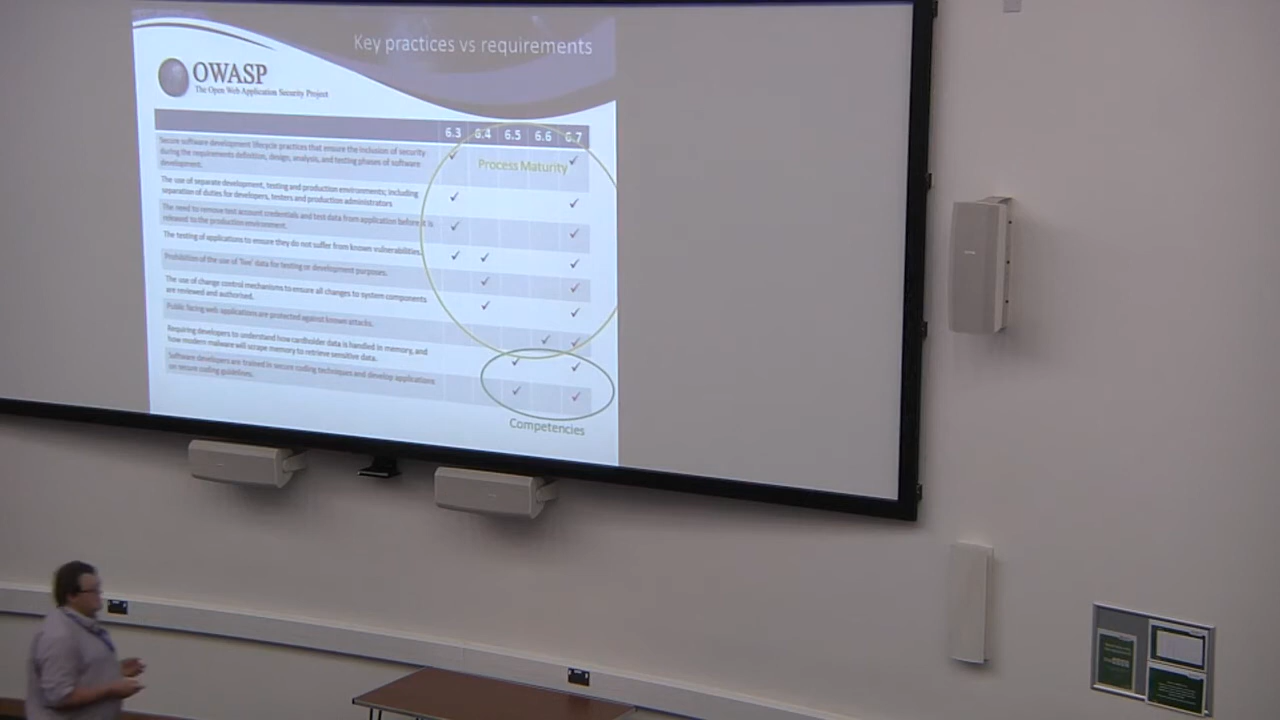 Key practices vs requirements
OWASP
The Open Web Application Security Project
6.3 6.4 6.5 6.6 6.7
Secure software development lifecycle practices that ensure the inclusion of security
during the requirements definition, design, analysis, and testing phases of software
development.
Process Maturity
The use of separate development, testing and production environments; including
separation of duties for developers, testers and production administrators
The need to remove test account credentials and test data from application before it is
released to the production environment.
The testing of applications to ensure they do not suffer from known vulnerabilities.
Prohibition of the use of 'live' data for testing or development purposes.
The use of change control mechanisms to ensure all changes to system components
are reviewed and authorised.
Public facing web applications are protected against known attacks.
Requiring developers to understand how cardholder data is handled in memory, and
how modern malware will scrape memory to retrieve sensitive data.
Software developers are trained in secure coding techniques and develop applications
on secure coding guidelines.
Competencies